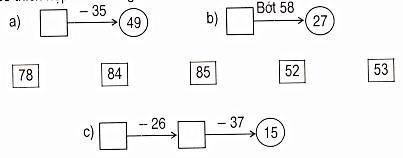 a) – 35 49
b) Bớt 58 27
78 84 85 52 53
c) – 26 – 37 15